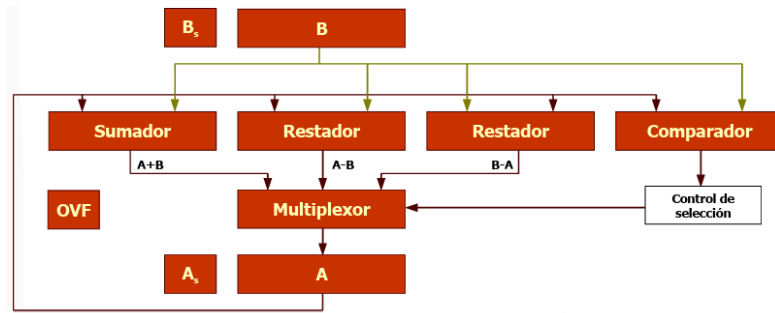 Bs B
Sumador Restador Restador Comparador
A+B A-B B-A
OVF Multiplexor Control de
selección
As A